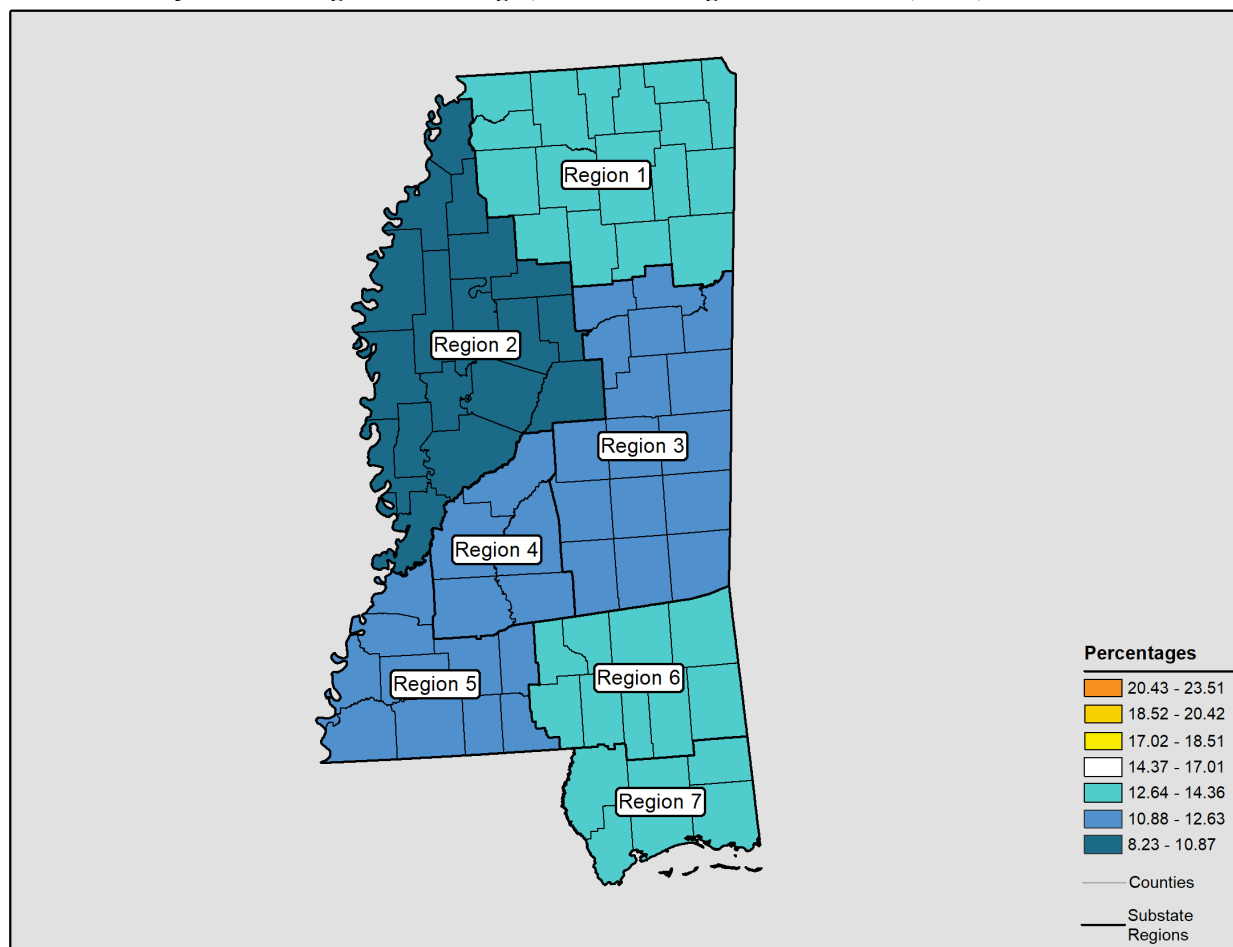 Region 1
Region 2
Region 3
Region 4
Region 5
Region 6
Region 7
Percentages
20.43 - 23.51
18.52 - 20.42
17.02 - 18.51
14.37 - 17.01
12.64 - 14.36
10.88 - 12.63
8.23 - 10.87
Counties
Substate
Regions